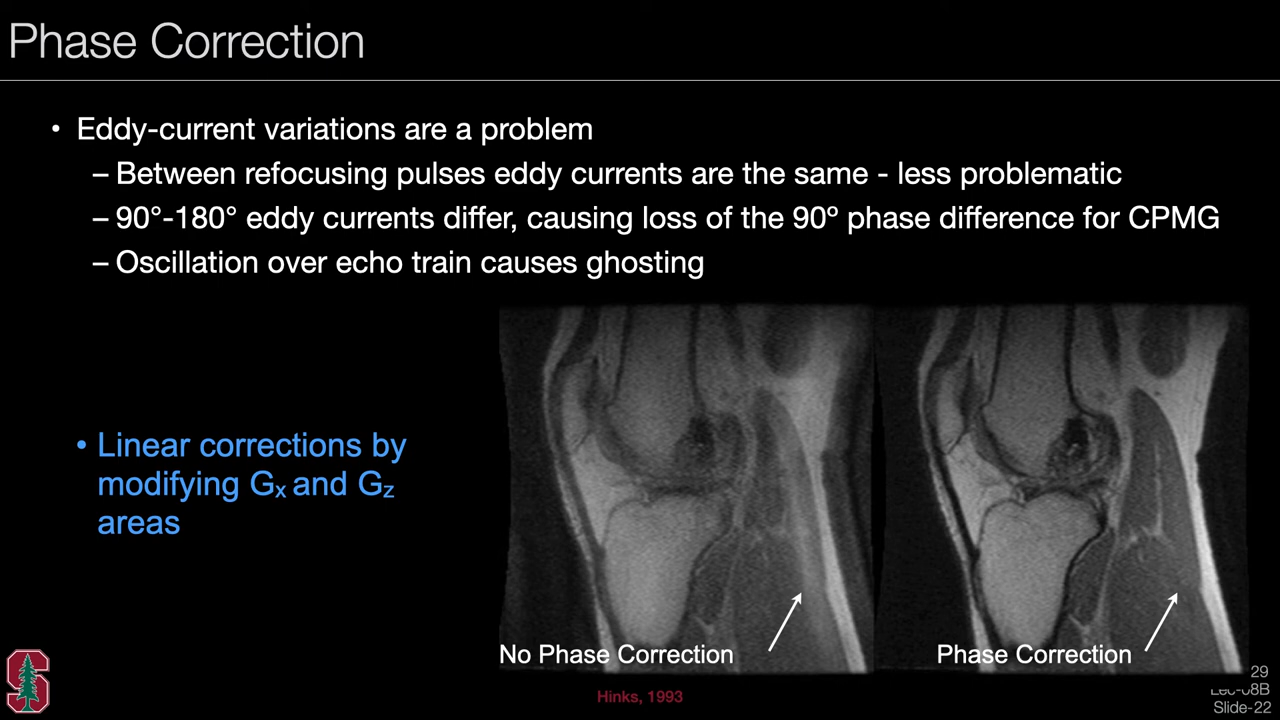 Phase Correction
• Eddy-current variations are a problem
– Between refocusing pulses eddy currents are the same - less problematic
– 90°-180° eddy currents differ, causing loss of the 90º phase difference for CPMG
– Oscillation over echo train causes ghosting
• Linear corrections by
modifying Gₓ and G_z
areas
No Phase Correction
Phase Correction
Hinks, 1993
29
Lec-08B
Slide-22